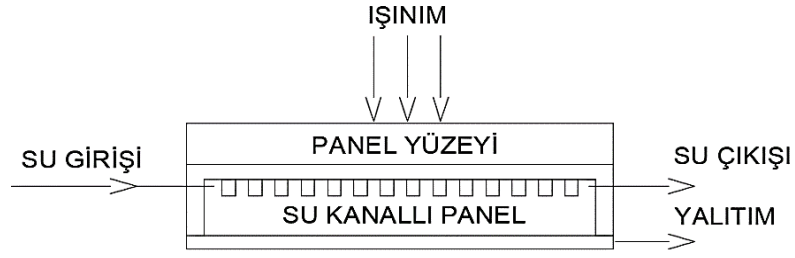 IŞINIM
PANEL YÜZEYİ
SU GİRİŞİ
SU ÇIKIŞI
SU KANALLI PANEL
YALITIM